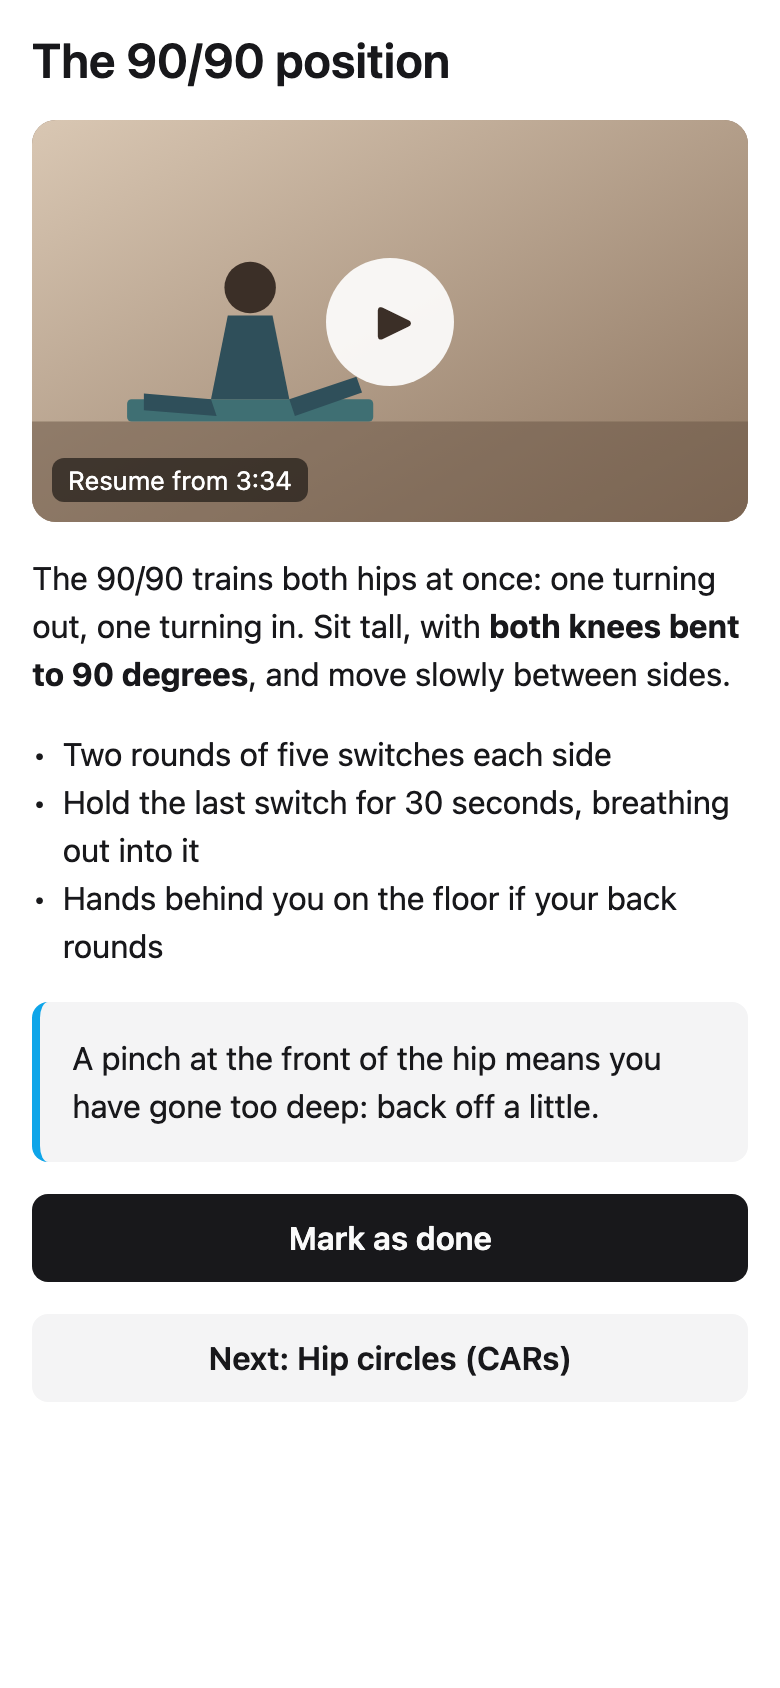 The 90/90 position
Resume from 3:34
The 90/90 trains both hips at once: one turning
out, one turning in. Sit tall, with both knees bent
to 90 degrees, and move slowly between sides.
• Two rounds of five switches each side
• Hold the last switch for 30 seconds, breathing
out into it
• Hands behind you on the floor if your back
rounds
A pinch at the front of the hip means you
have gone too deep: back off a little.
Mark as done
Next: Hip circles (CARs)